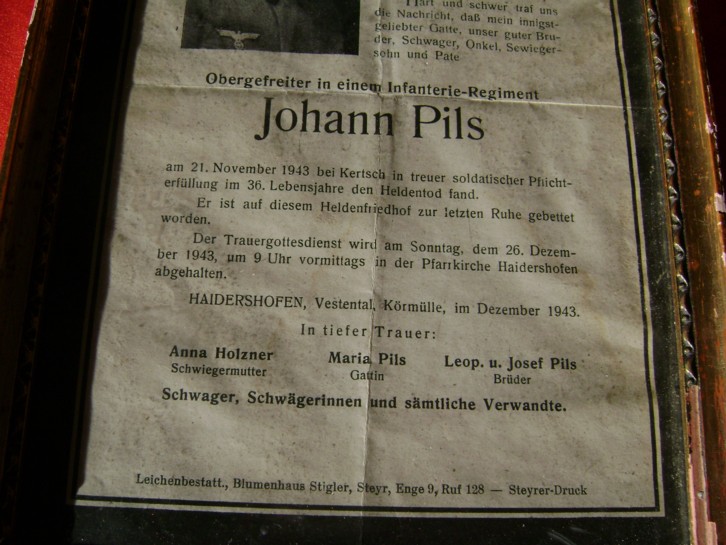 Hart und schwer traf uns
die Nachricht, daß mein innigst-
geliebter Gatte, unser guter Bru-
der, Schwager, Onkel, Sewieger-
sohn und Pate
Obergefreiter in einem Infanterie-Regiment
Johann Pils
am 21. November 1943 bei Kertsch in treuer soldatischer Pflicht-
erfüllung im 36. Lebensjahre den Heldentod fand.
Er ist auf diesem Heldenfriedhof zur letzten Ruhe gebettet
worden.
Der Trauergottesdienst wird am Sonntag, dem 26. Dezem-
ber 1943, um 9 Uhr vormittags in der Pfarrkirche Haidershofen
abgehalten.
HAIDERSHOFEN, Vestental, Körmülle, im Dezember 1943.
In tiefer Trauer:
Anna Holzner Maria Pils Leop. u. Josef Pils
Schwiegermutter Gattin Brüder
Schwager, Schwägerinnen und sämtliche Verwandte.
Leichenbestatt., Blumenhaus Stigler, Steyr, Enge 9, Ruf 128 — Steyrer-Druck